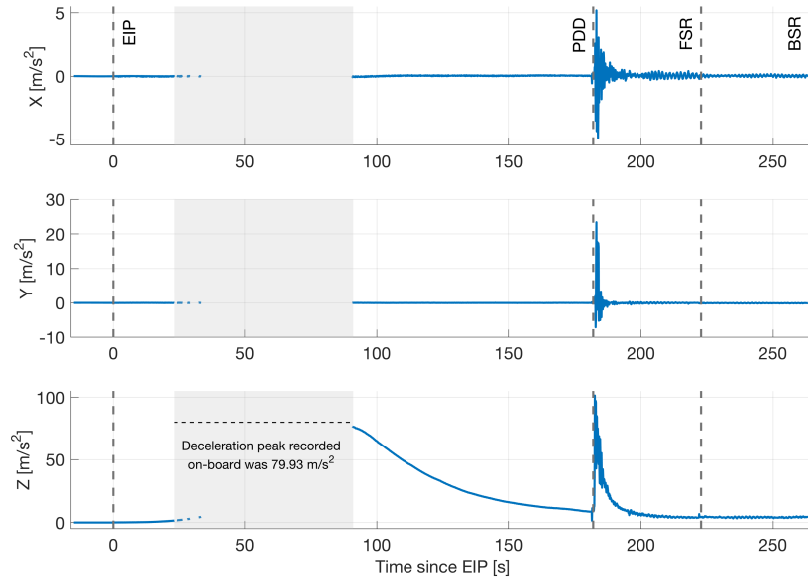 5
0
-5
X [m/s²]
EIP
PDD
FSR
BSR
0
50
100
150
200
250
30
20
10
0
-10
Y [m/s²]
0
50
100
150
200
250
100
50
0
Z [m/s²]
Deceleration peak recorded
on-board was 79.93 m/s²
0
50
100
150
200
250
Time since EIP [s]